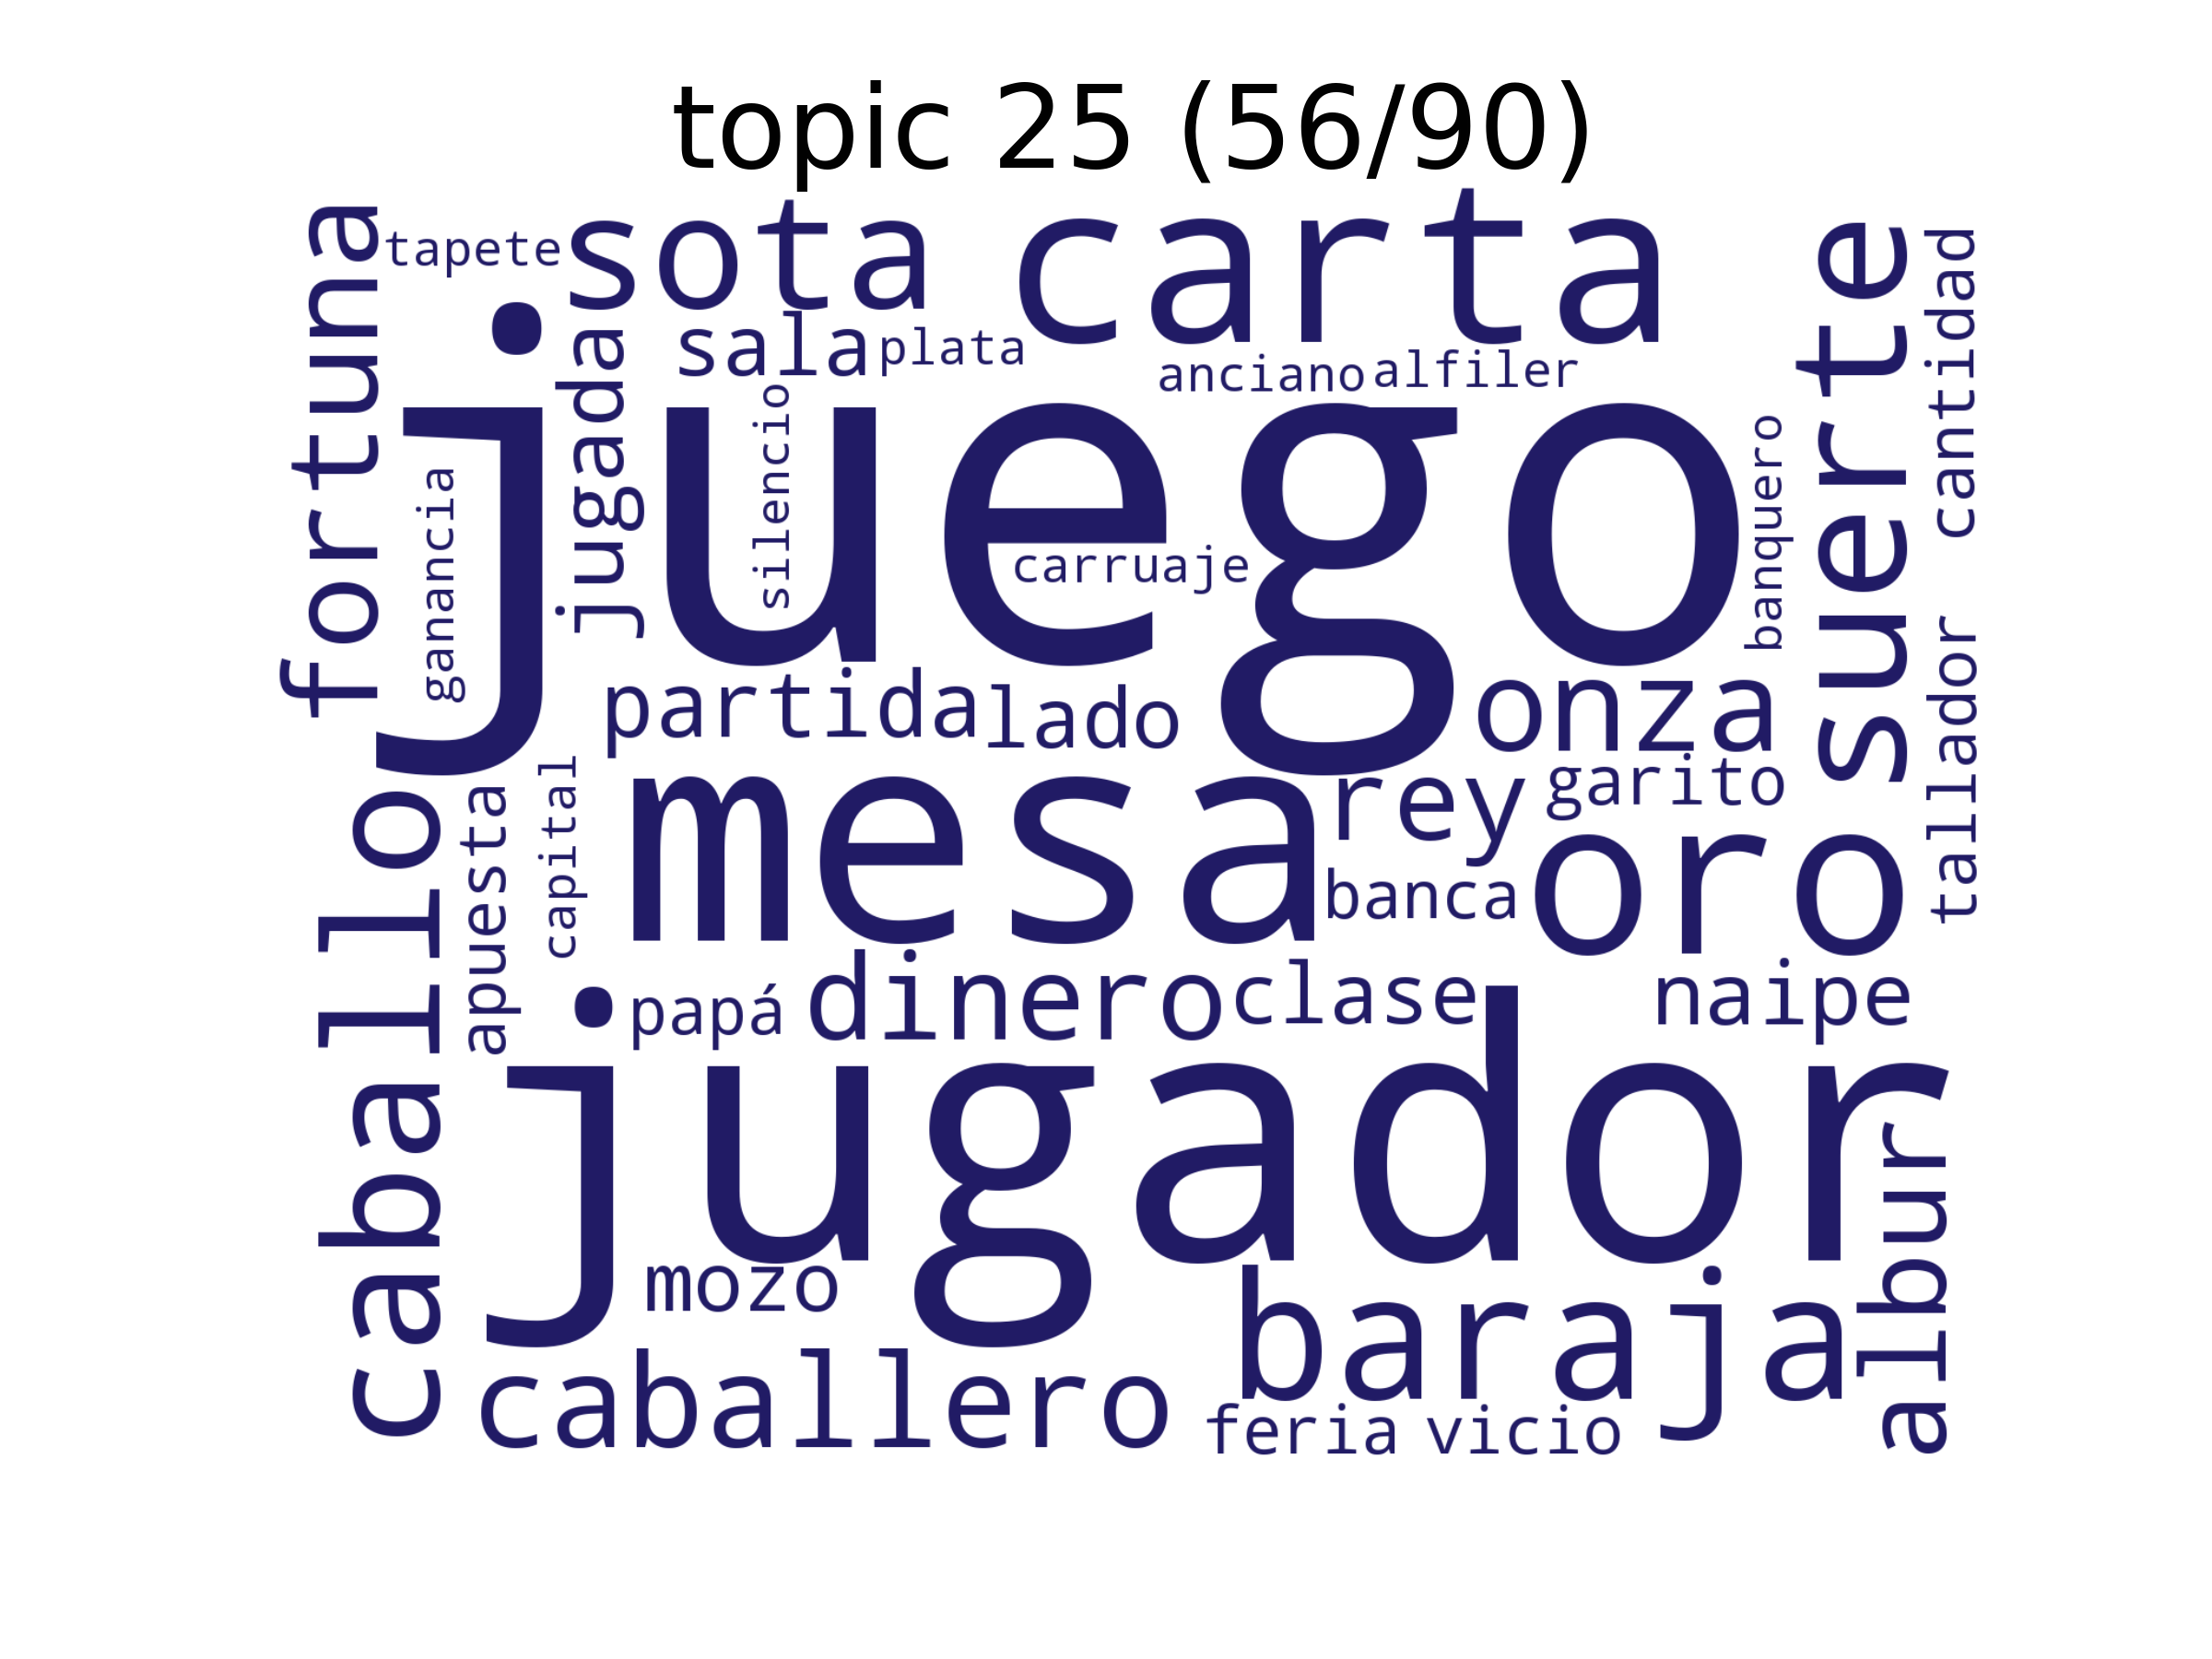 topic 25 (56/90)
fortuna
tapete
sota
carta
suerte
cantidad
jugada
sala
plata
anciano
alfiler
juego
ganancia
silencio
carruaje
banquero
partida
lado
onza
tallador
caballo
apuesta
capital
mesa
rey
garito
banca
oro
papá
dinero
clase
naipe
jugador
albur
mozo
baraja
caballero
feria
vicio